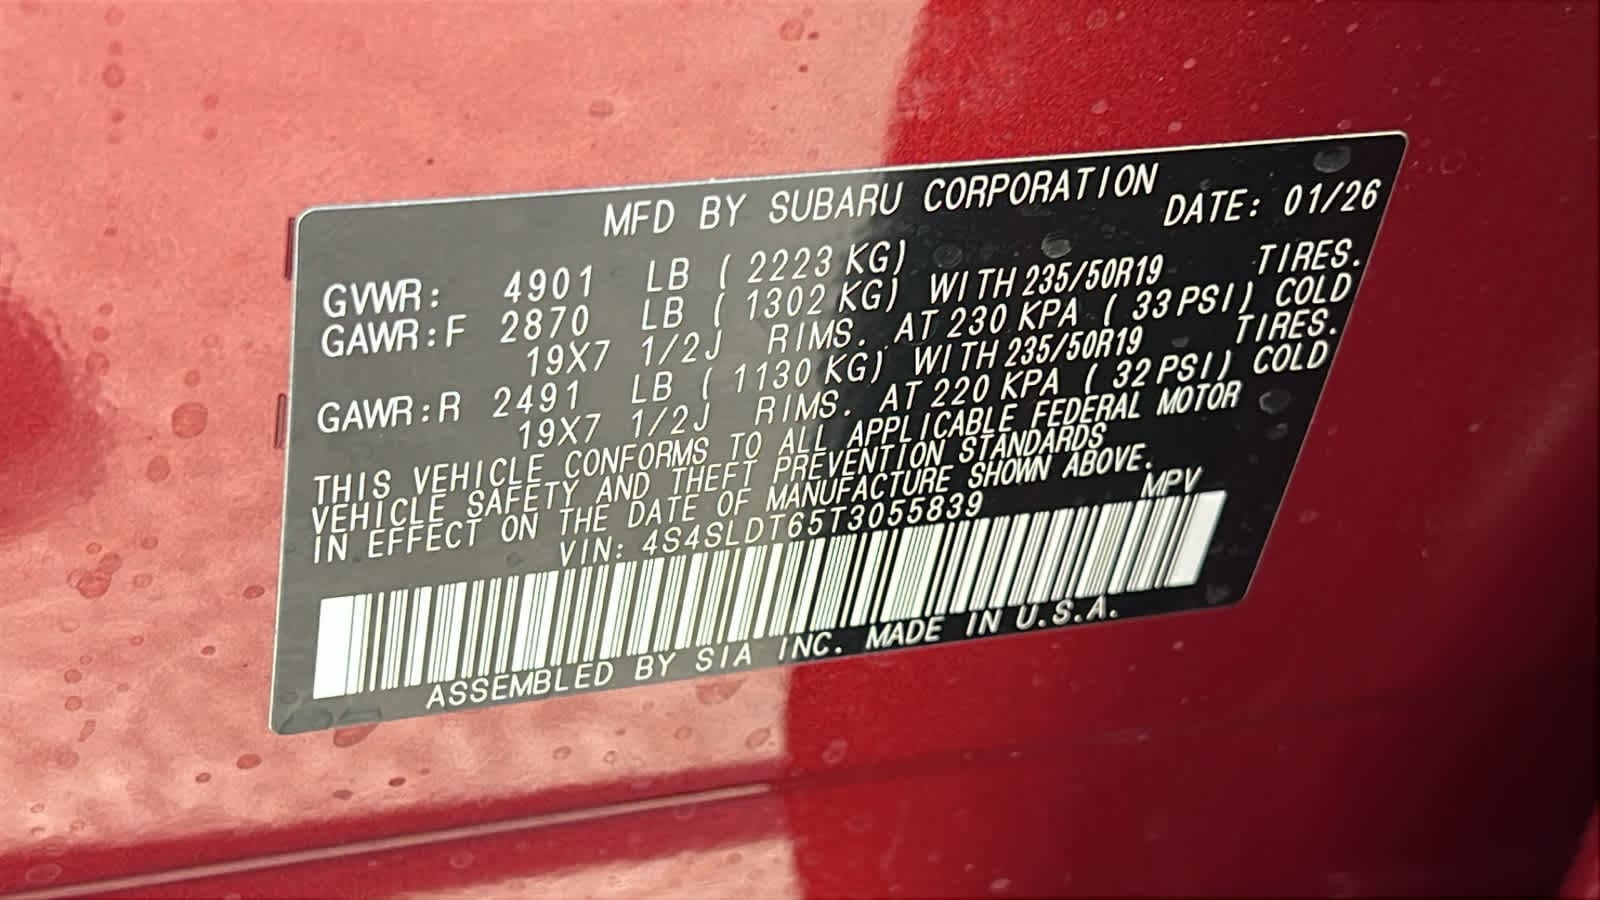 MFD BY SUBARU CORPORATION DATE: 01/26
GVWR: 4901 LB ( 2223 KG)
GAWR:F 2870 LB ( 1302 KG) WITH 235/50R19 TIRES.
19X7 1/2J RIMS. AT 230 KPA ( 33 PSI) COLD
GAWR:R 2491 LB ( 1130 KG) WITH 235/50R19 TIRES.
19X7 1/2J RIMS. AT 220 KPA ( 32 PSI) COLD
THIS VEHICLE CONFORMS TO ALL APPLICABLE FEDERAL MOTOR
VEHICLE SAFETY AND THEFT PREVENTION STANDARDS
IN EFFECT ON THE DATE OF MANUFACTURE SHOWN ABOVE.
VIN: 4S4SLDT65T3055839 MPV
ASSEMBLED BY SIA INC. MADE IN U.S.A.